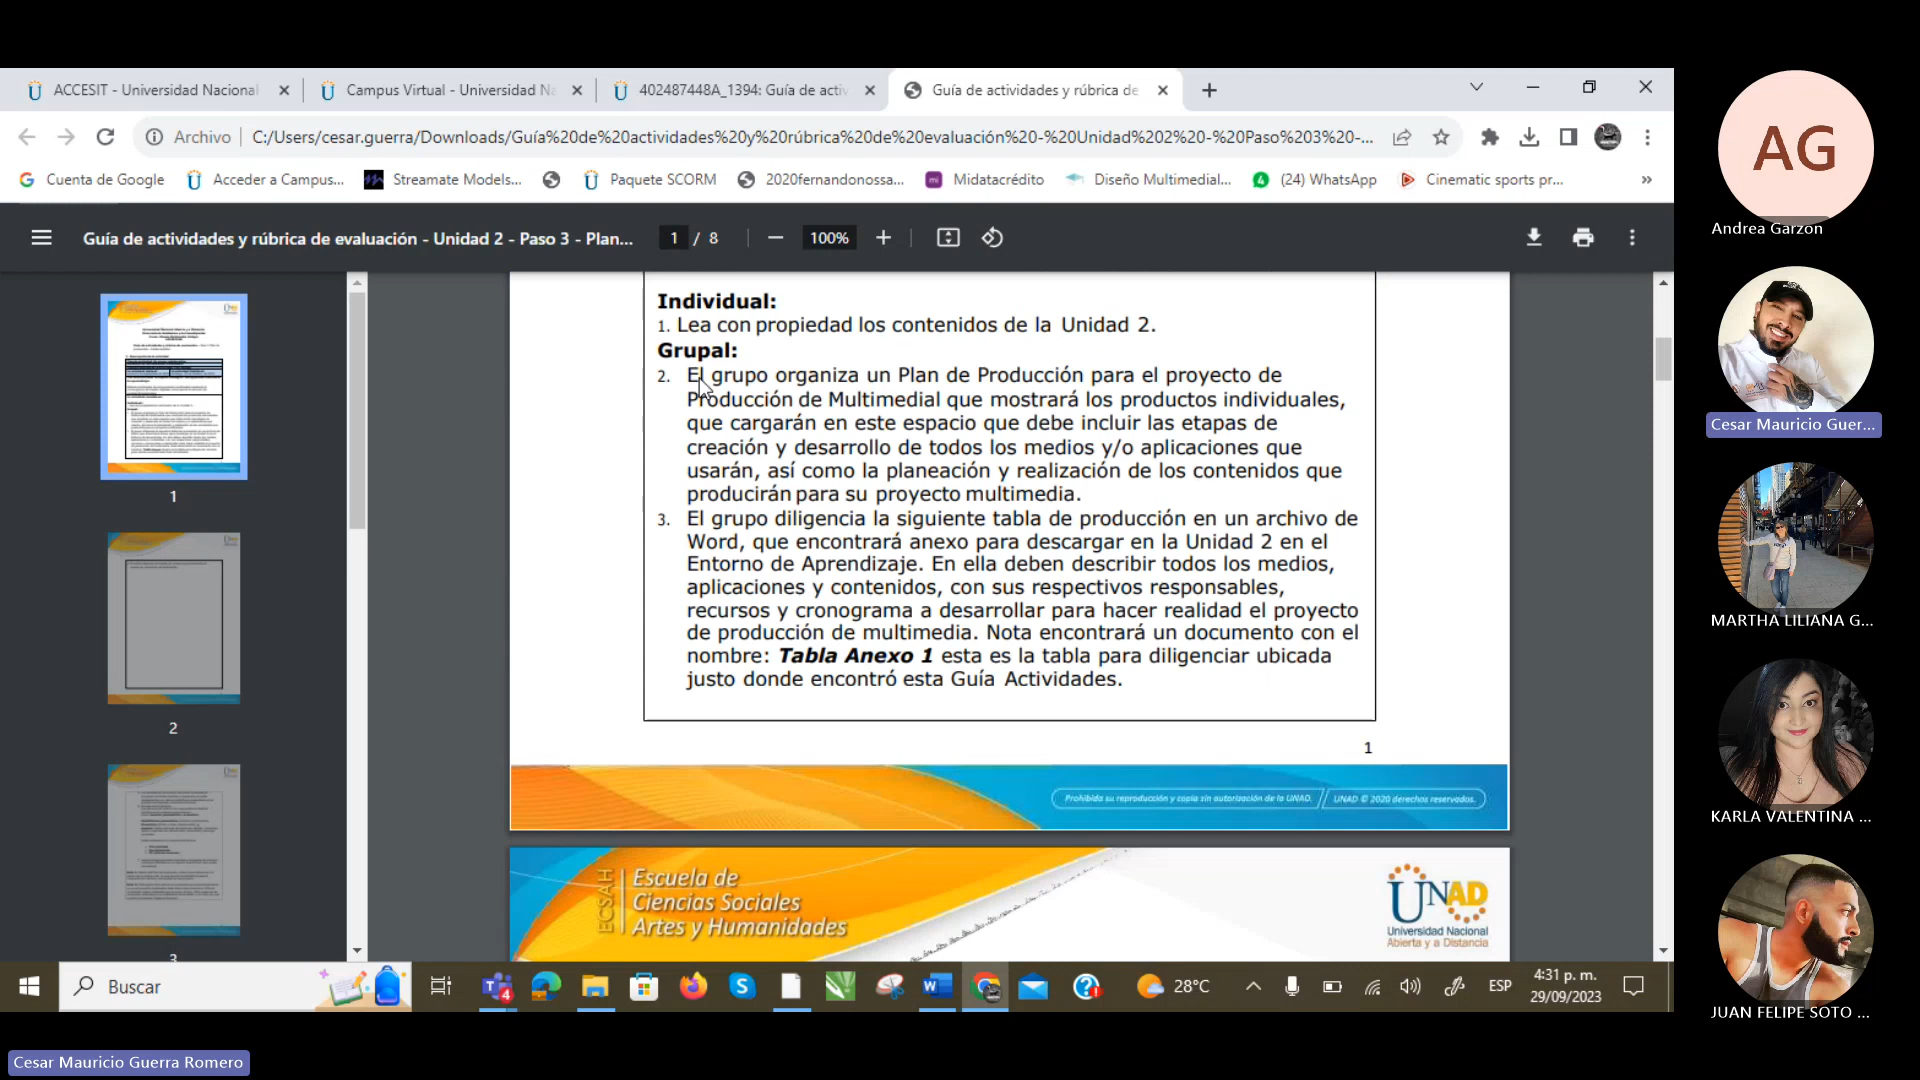 ACCESIT - Universidad Nacional
Campus Virtual - Universidad Na
402487448A_1394: Guía de activ
Guía de actividades y rúbrica de
Archivo
C:/Users/cesar.guerra/Downloads/Guía%20de%20actividades%20y%20rúbrica%20de%20evaluación%20-%20Unidad%202%20-%20Paso%203%20-...
Cuenta de Google
Acceder a Campus...
Streamate Models...
Paquete SCORM
2020fernandonossa...
Midatacrédito
Diseño Multimedial...
(24) WhatsApp
Cinematic sports pr...
»
Guía de actividades y rúbrica de evaluación - Unidad 2 - Paso 3 - Plan...
1 / 8
100%
1
2
3
Individual:
1. Lea con propiedad los contenidos de la Unidad 2.
Grupal:
2. El grupo organiza un Plan de Producción para el proyecto de
Producción de Multimedial que mostrará los productos individuales,
que cargarán en este espacio que debe incluir las etapas de
creación y desarrollo de todos los medios y/o aplicaciones que
usarán, así como la planeación y realización de los contenidos que
producirán para su proyecto multimedia.
3. El grupo diligencia la siguiente tabla de producción en un archivo de
Word, que encontrará anexo para descargar en la Unidad 2 en el
Entorno de Aprendizaje. En ella deben describir todos los medios,
aplicaciones y contenidos, con sus respectivos responsables,
recursos y cronograma a desarrollar para hacer realidad el proyecto
de producción de multimedia. Nota encontrará un documento con el
nombre: Tabla Anexo 1 esta es la tabla para diligenciar ubicada
justo donde encontró esta Guía Actividades.
1
Prohibida su reproducción y copia sin autorización de la UNAD.
UNAD © 2020 derechos reservados.
ECSAH
Escuela de
Ciencias Sociales
Artes y Humanidades
UNAD
Universidad Nacional
Abierta y a Distancia
Buscar
4
28°C
ESP
4:31 p. m.
29/09/2023
AG
Andrea Garzon
Cesar Mauricio Guer...
MARTHA LILIANA G...
KARLA VALENTINA ...
JUAN FELIPE SOTO ...
Cesar Mauricio Guerra Romero